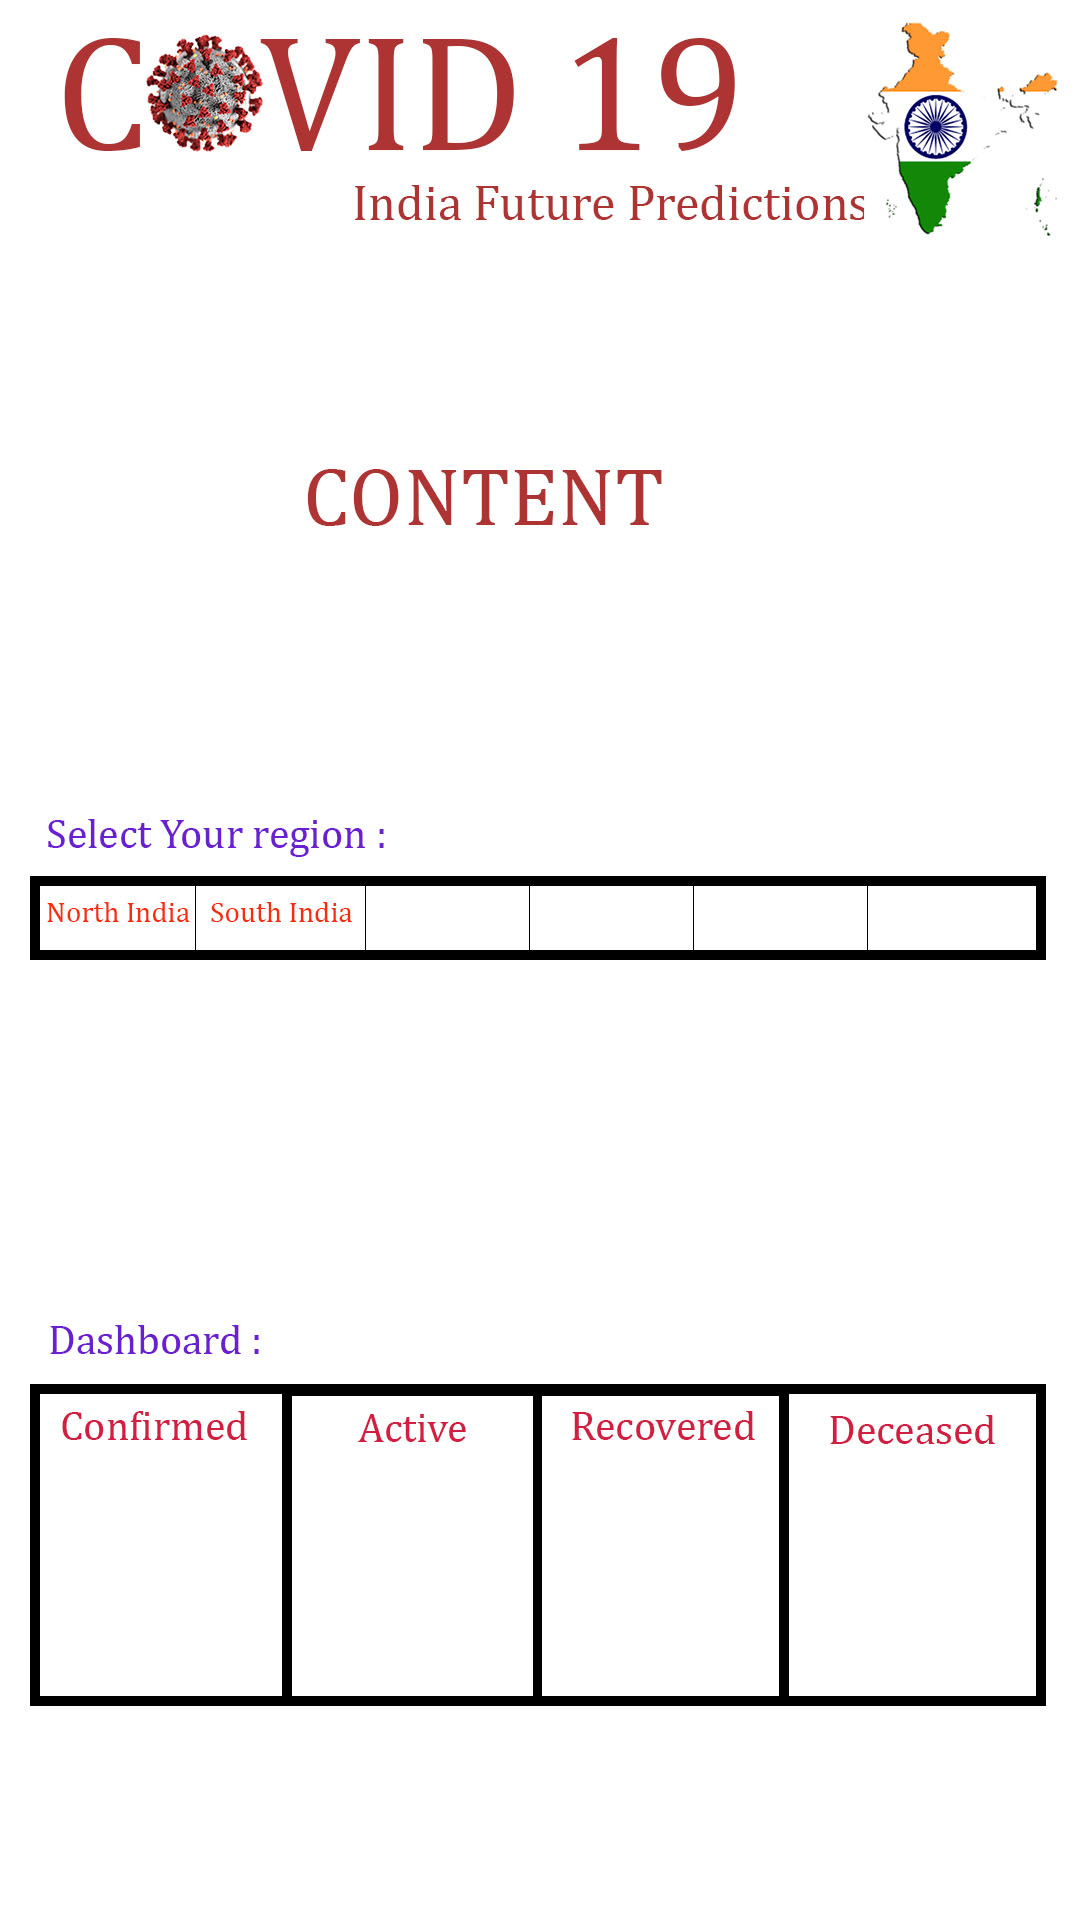 COVID 19
India Future Predictions
CONTENT
Select Your region :
North India South India
Dashboard :
Confirmed Active Recovered Deceased